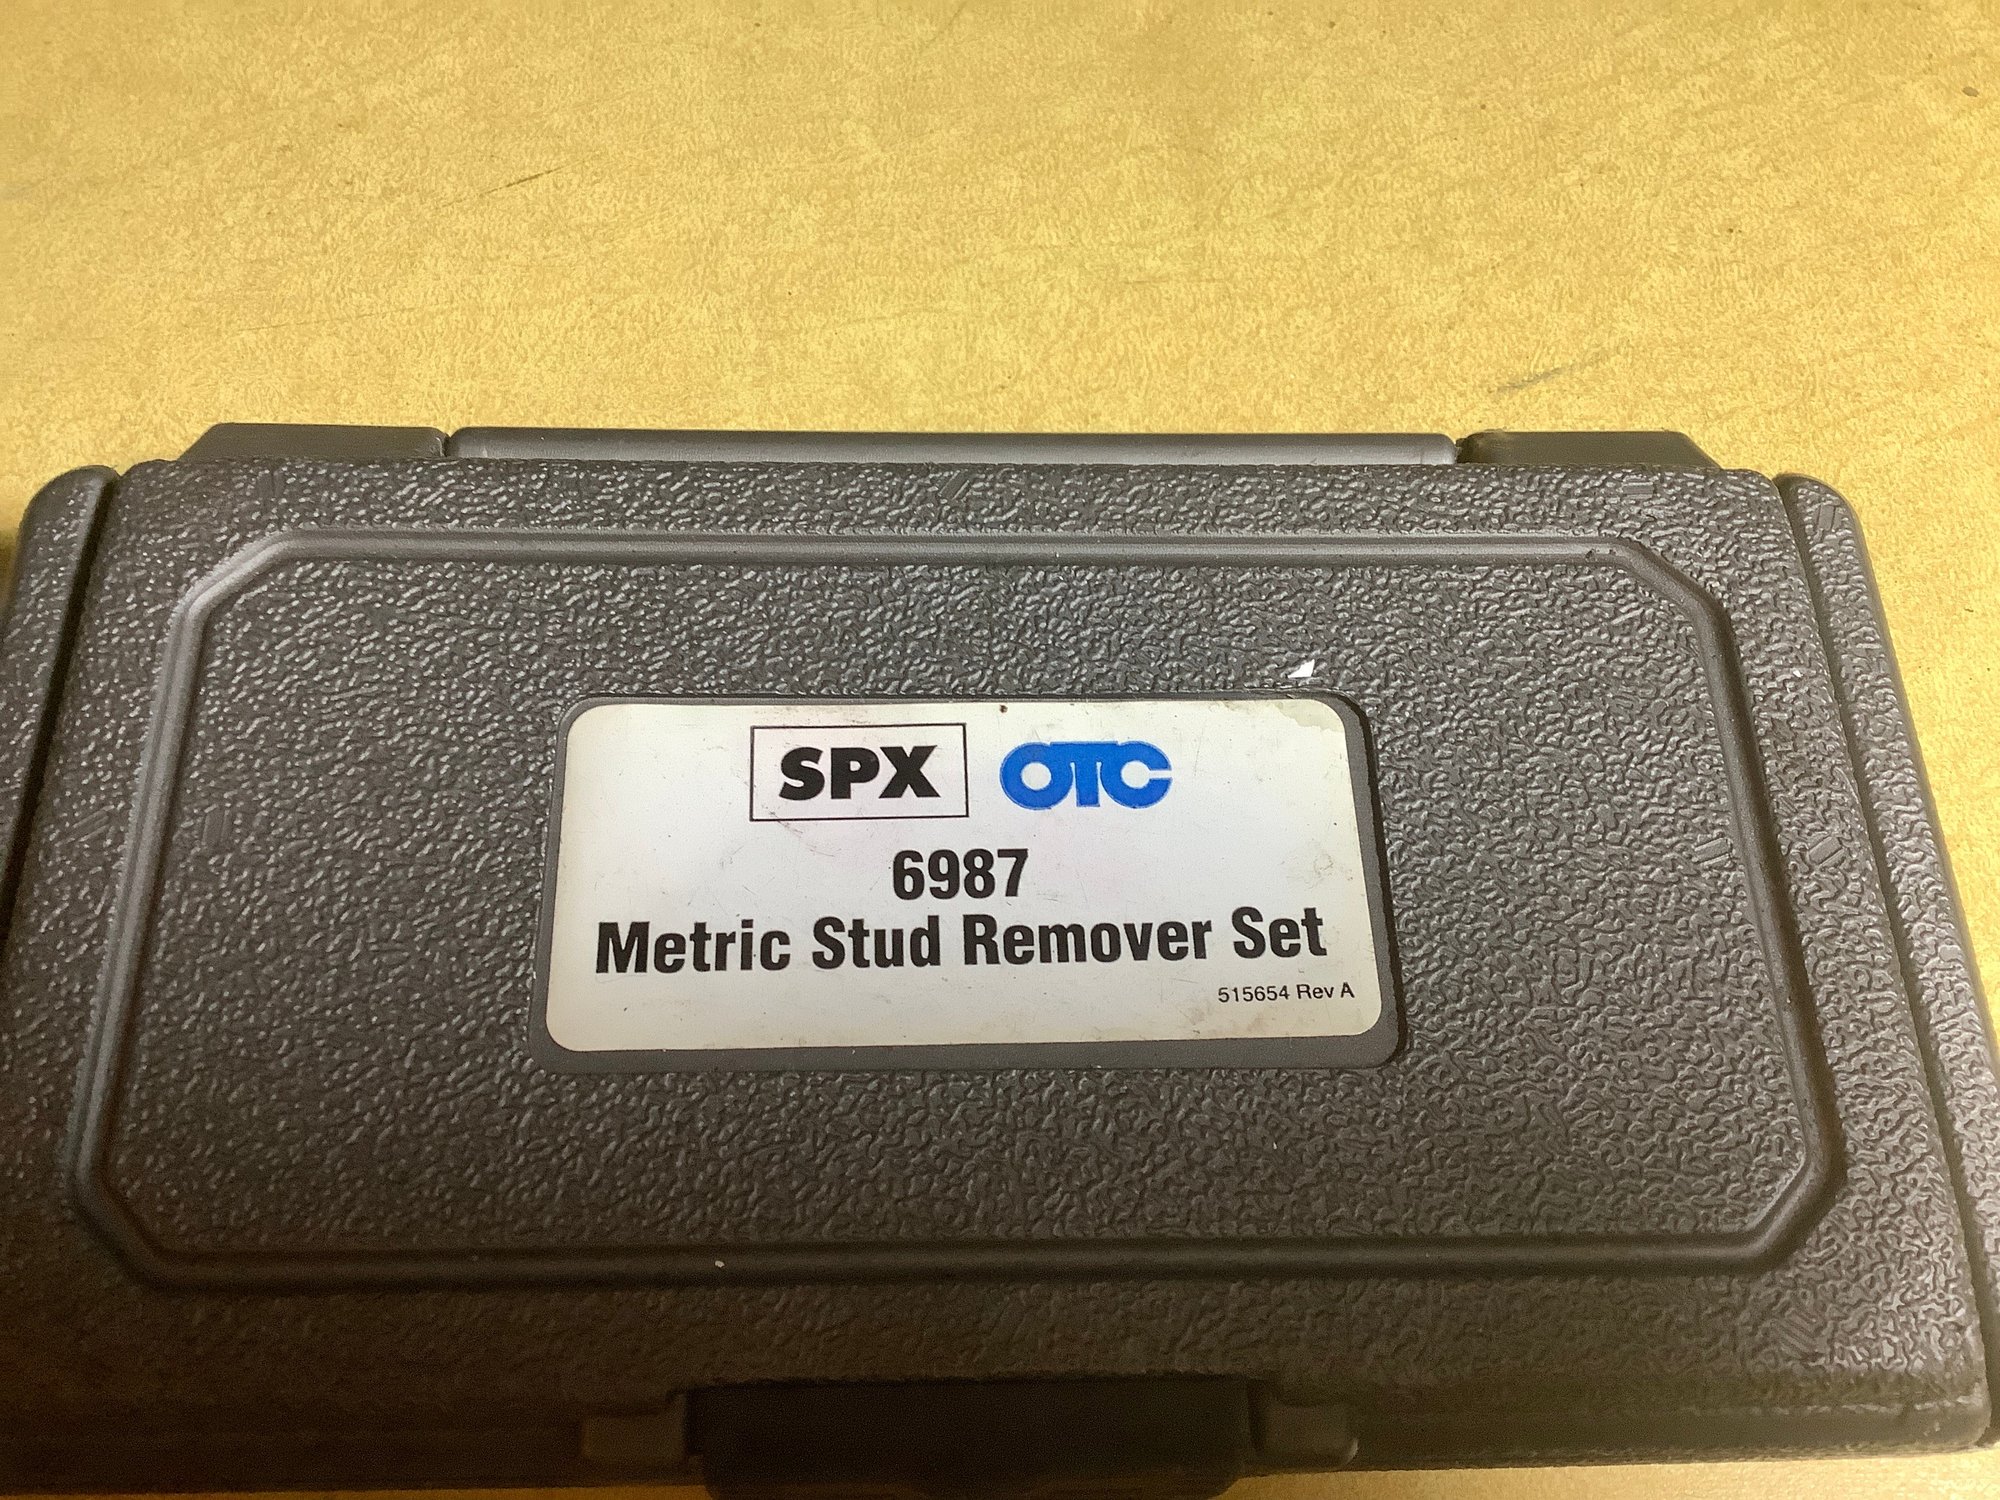 SPX OTC
6987
Metric Stud Remover Set
515654 Rev A